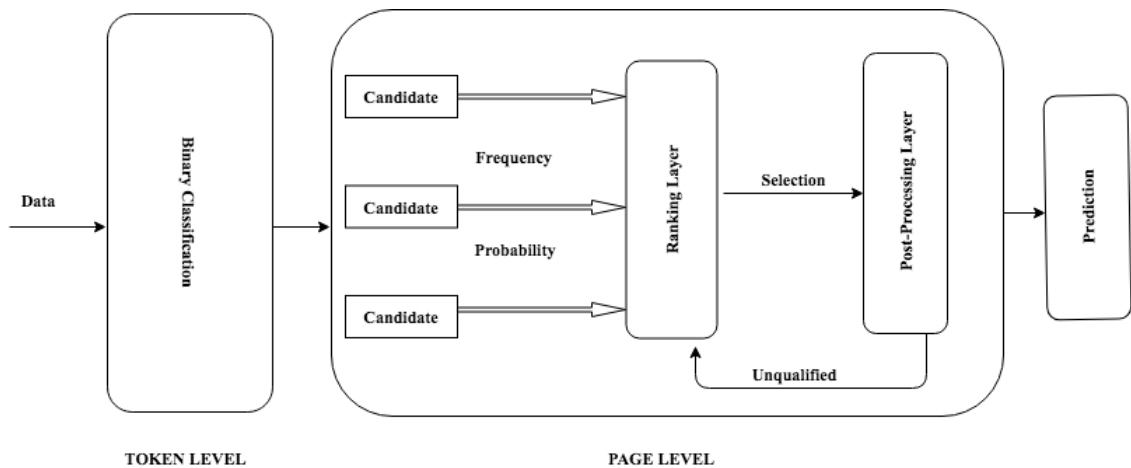 Data
Binary Classification
Candidate
Frequency
Candidate
Probability
Candidate
Ranking Layer
Selection
Post-Processing Layer
Unqualified
Prediction
TOKEN LEVEL
PAGE LEVEL